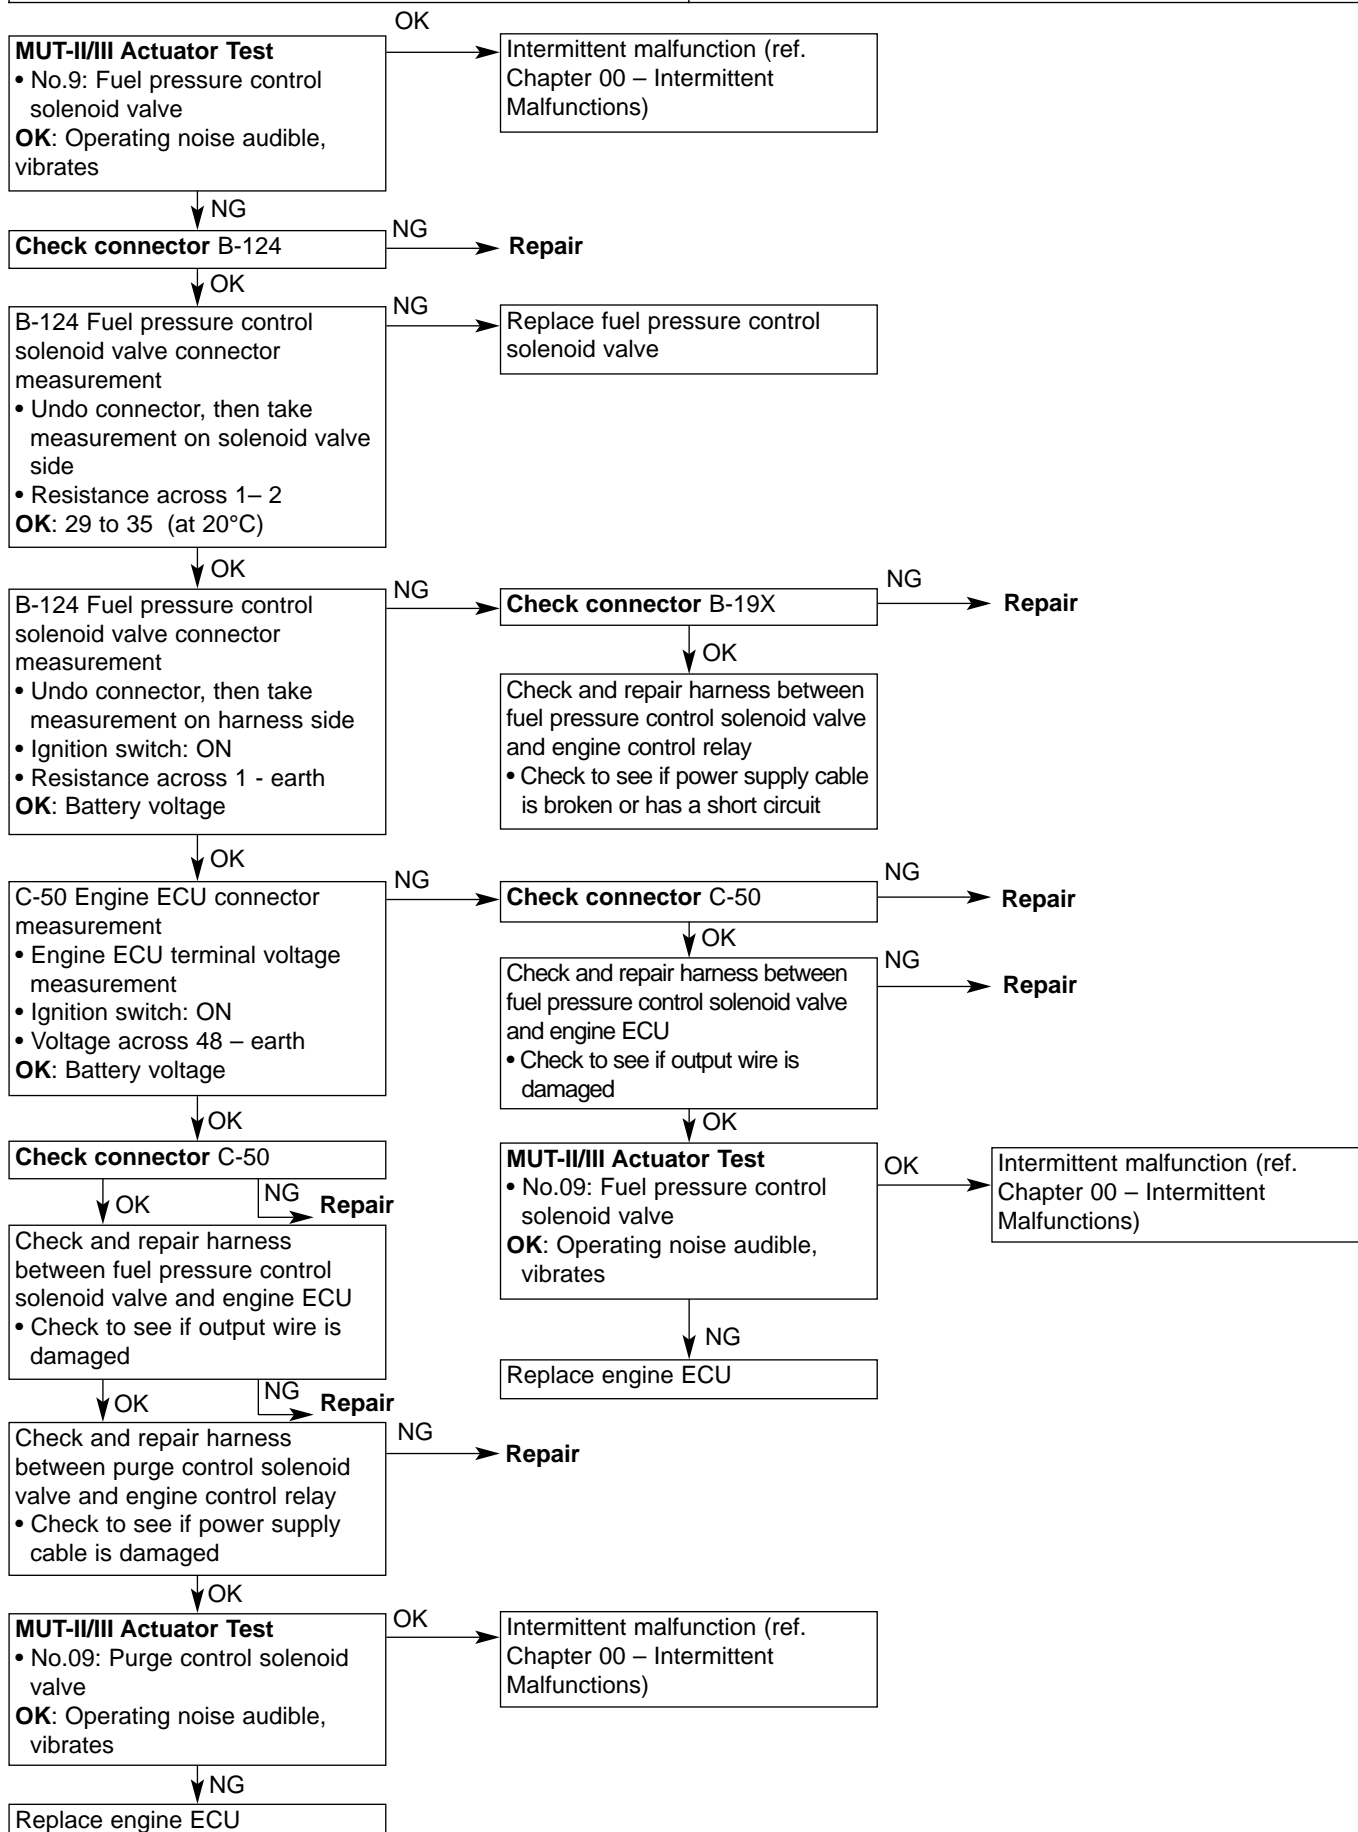 OK
MUT-II/III Actuator Test
• No.9: Fuel pressure control
solenoid valve
OK: Operating noise audible,
vibrates
Intermittent malfunction (ref.
Chapter 00 – Intermittent
Malfunctions)
NG
Check connector B-124
NG
Repair
OK
B-124 Fuel pressure control
solenoid valve connector
measurement
• Undo connector, then take
measurement on solenoid valve
side
• Resistance across 1– 2
OK: 29 to 35  (at 20°C)
NG
Replace fuel pressure control
solenoid valve
OK
B-124 Fuel pressure control
solenoid valve connector
measurement
• Undo connector, then take
measurement on harness side
• Ignition switch: ON
• Resistance across 1 - earth
OK: Battery voltage
NG
Check connector B-19X
NG
Repair
OK
Check and repair harness between
fuel pressure control solenoid valve
and engine control relay
• Check to see if power supply cable
is broken or has a short circuit
OK
C-50 Engine ECU connector
measurement
• Engine ECU terminal voltage
measurement
• Ignition switch: ON
• Voltage across 48 – earth
OK: Battery voltage
NG
Check connector C-50
NG
Repair
OK
Check and repair harness between
fuel pressure control solenoid valve
and engine ECU
• Check to see if output wire is
damaged
NG
Repair
OK
MUT-II/III Actuator Test
• No.09: Fuel pressure control
solenoid valve
OK: Operating noise audible,
vibrates
OK
Intermittent malfunction (ref.
Chapter 00 – Intermittent
Malfunctions)
NG
Replace engine ECU
OK
Check connector C-50
OK
NG
Repair
Check and repair harness
between fuel pressure control
solenoid valve and engine ECU
• Check to see if output wire is
damaged
OK
NG
Repair
Check and repair harness
between purge control solenoid
valve and engine control relay
• Check to see if power supply
cable is damaged
NG
Repair
OK
MUT-II/III Actuator Test
• No.09: Purge control solenoid
valve
OK: Operating noise audible,
vibrates
OK
Intermittent malfunction (ref.
Chapter 00 – Intermittent
Malfunctions)
NG
Replace engine ECU